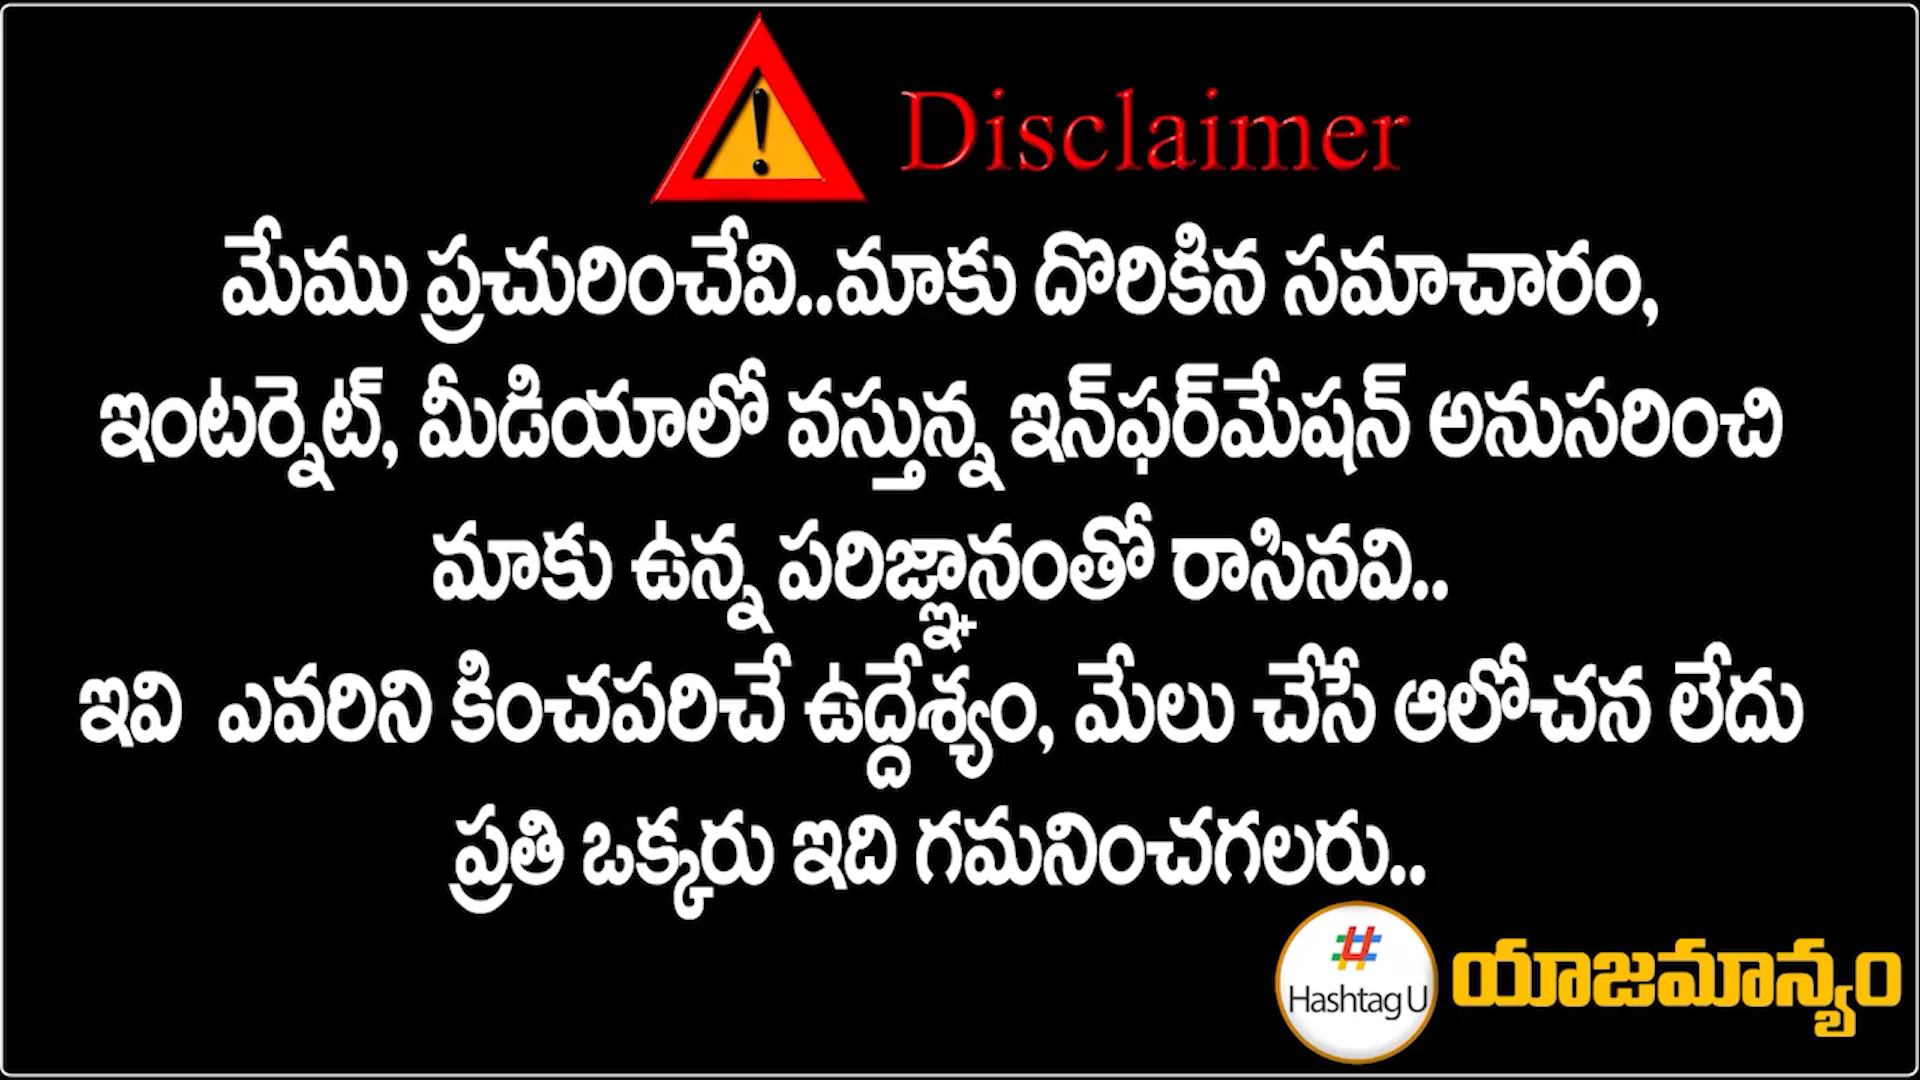 Disclaimer
మేము ప్రచురించేవి..మాకు దొరికిన సమాచారం,
ఇంటర్నెట్, మీడియాలో వస్తున్న ఇన్‌ఫర్‌మేషన్ అనుసరించి
మాకు ఉన్న పరిజ్ఞానంతో రాసినవి..
ఇవి ఎవరిని కించపరిచే ఉద్దేశ్యం, మేలు చేసే ఆలోచన లేదు
ప్రతి ఒక్కరు ఇది గమనించగలరు..
# Hashtag U
యాజమాన్యం